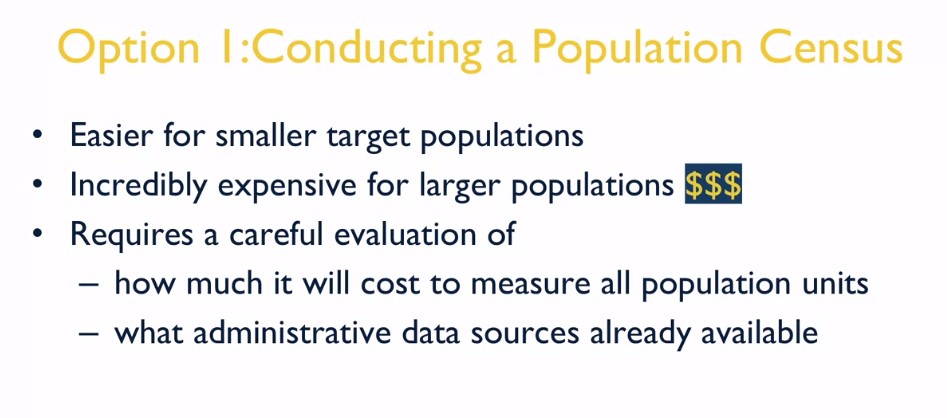 Option 1:Conducting a Population Census
• Easier for smaller target populations
• Incredibly expensive for larger populations $$$
• Requires a careful evaluation of
– how much it will cost to measure all population units
– what administrative data sources already available